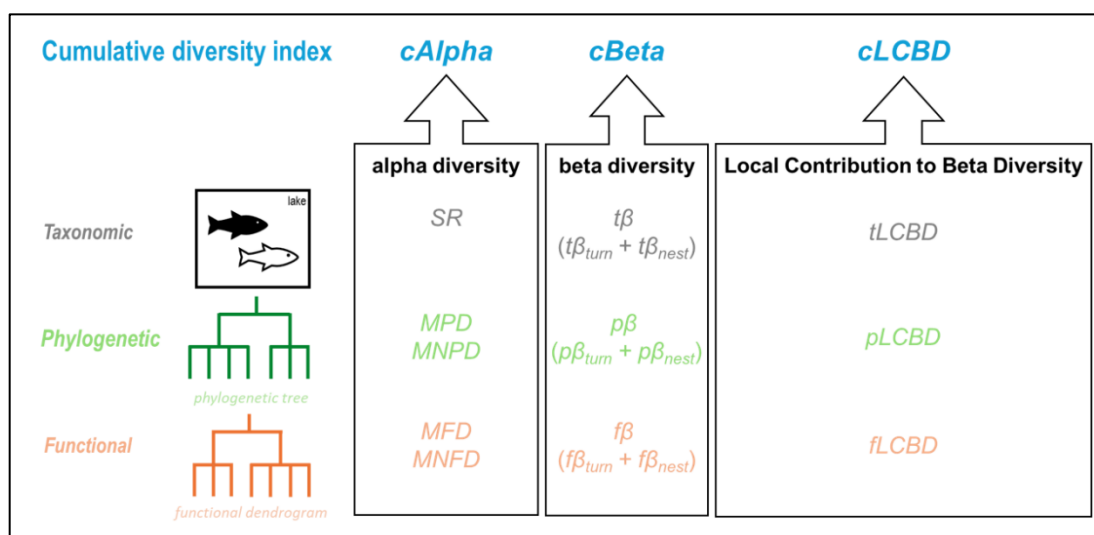 Cumulative diversity index cAlpha cBeta cLCBD
alpha diversity beta diversity Local Contribution to Beta Diversity
lake
Taxonomic SR tβ tLCBD
(tβturn + tβnest)
Phylogenetic MPD pβ pLCBD
MNPD (pβturn + pβnest)
phylogenetic tree
Functional MFD fβ fLCBD
MNFD (fβturn + fβnest)
functional dendrogram